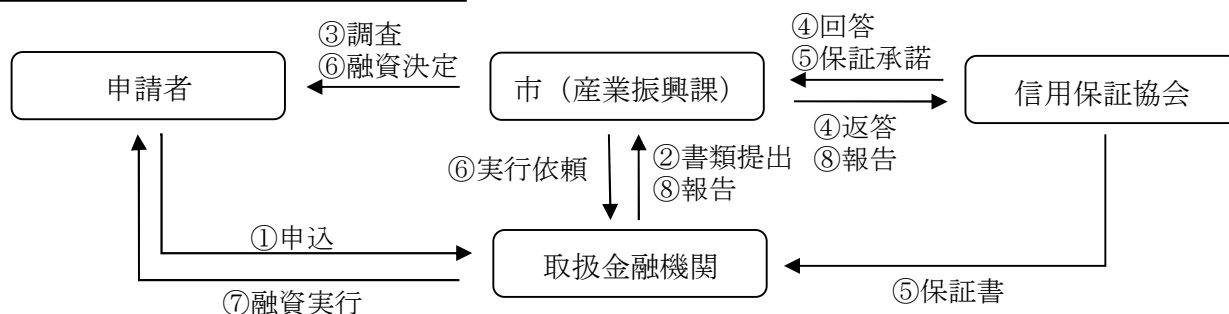 ③調査
⑥融資決定
④回答
⑤保証承諾
申請者
市（産業振興課）
信用保証協会
④返答
⑧報告
⑥実行依頼
②書類提出
⑧報告
①申込
取扱金融機関
⑤保証書
⑦融資実行